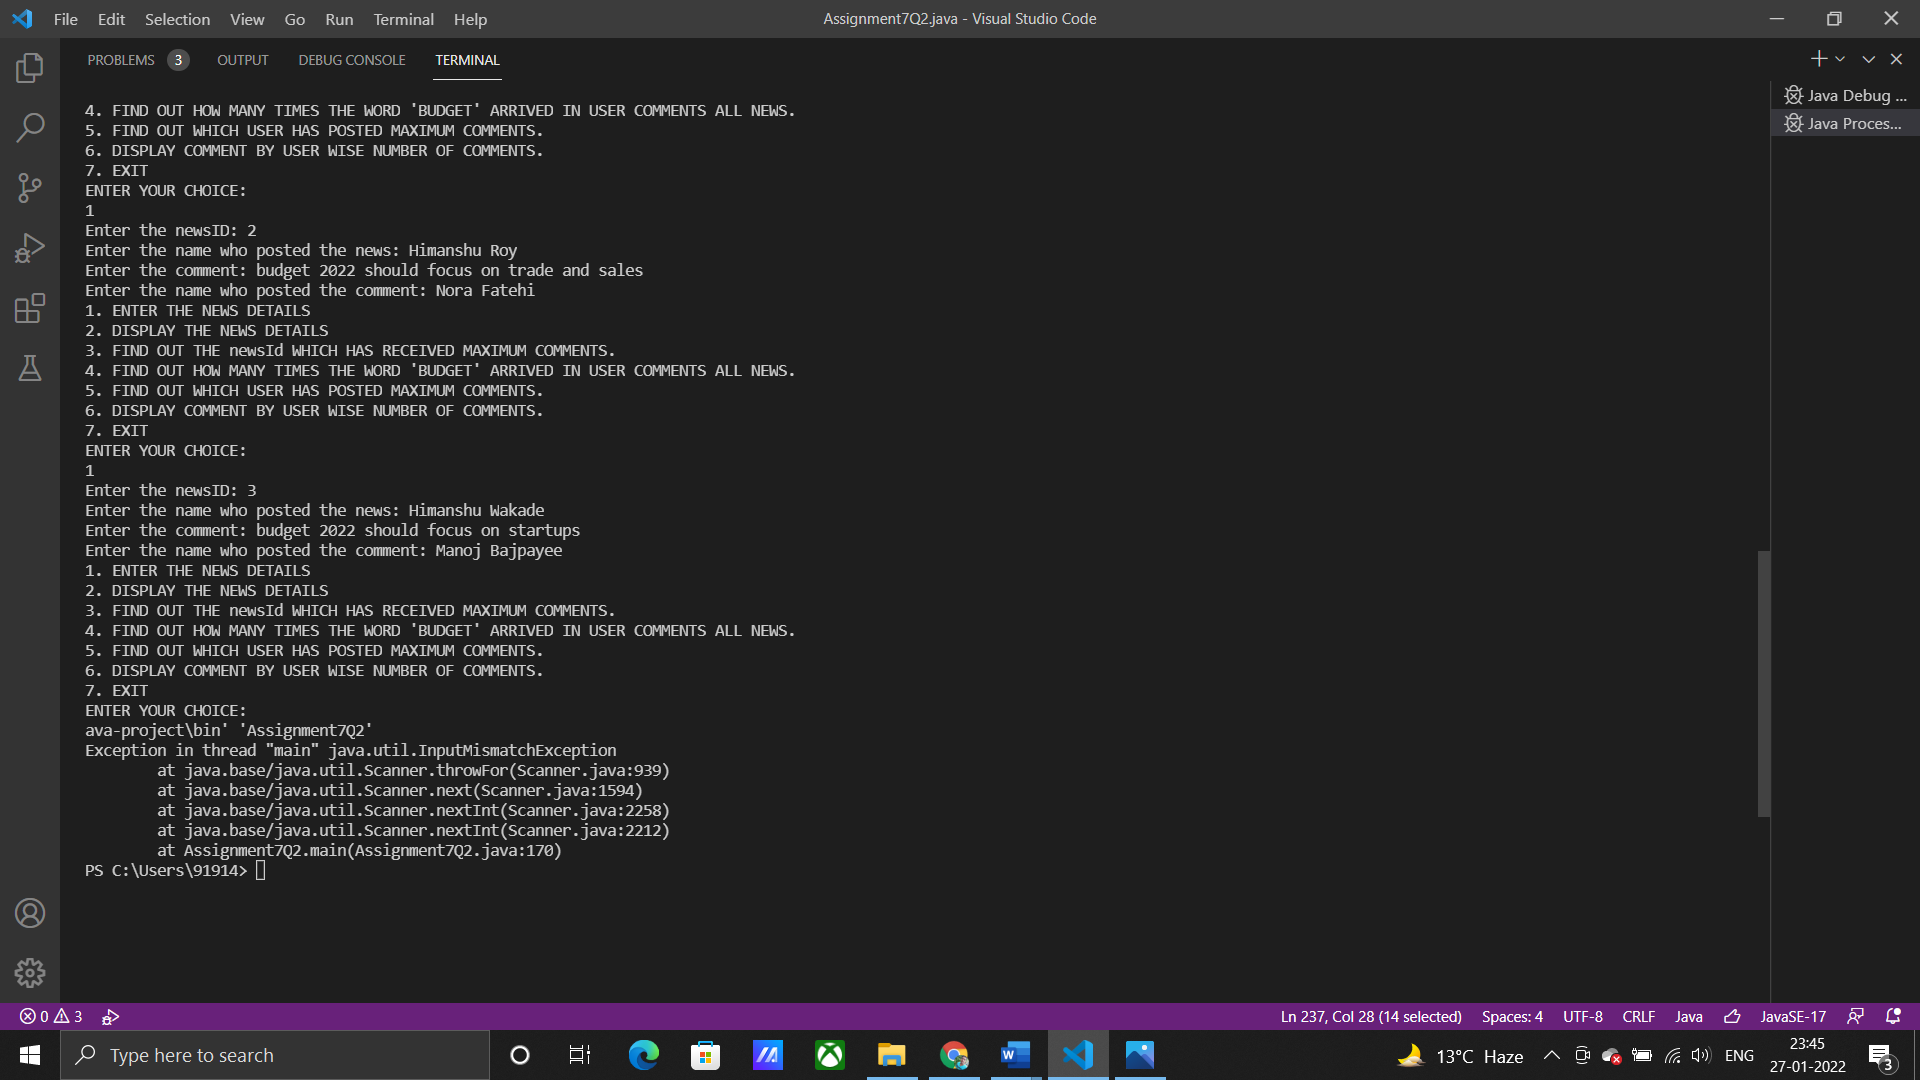 File Edit Selection View Go Run Terminal Help
Assignment7Q2.java - Visual Studio Code
PROBLEMS 3 OUTPUT DEBUG CONSOLE TERMINAL
4. FIND OUT HOW MANY TIMES THE WORD 'BUDGET' ARRIVED IN USER COMMENTS ALL NEWS.
5. FIND OUT WHICH USER HAS POSTED MAXIMUM COMMENTS.
6. DISPLAY COMMENT BY USER WISE NUMBER OF COMMENTS.
7. EXIT
ENTER YOUR CHOICE:
1
Enter the newsID: 2
Enter the name who posted the news: Himanshu Roy
Enter the comment: budget 2022 should focus on trade and sales
Enter the name who posted the comment: Nora Fatehi
1. ENTER THE NEWS DETAILS
2. DISPLAY THE NEWS DETAILS
3. FIND OUT THE newsId WHICH HAS RECEIVED MAXIMUM COMMENTS.
4. FIND OUT HOW MANY TIMES THE WORD 'BUDGET' ARRIVED IN USER COMMENTS ALL NEWS.
5. FIND OUT WHICH USER HAS POSTED MAXIMUM COMMENTS.
6. DISPLAY COMMENT BY USER WISE NUMBER OF COMMENTS.
7. EXIT
ENTER YOUR CHOICE:
1
Enter the newsID: 3
Enter the name who posted the news: Himanshu Wakade
Enter the comment: budget 2022 should focus on startups
Enter the name who posted the comment: Manoj Bajpayee
1. ENTER THE NEWS DETAILS
2. DISPLAY THE NEWS DETAILS
3. FIND OUT THE newsId WHICH HAS RECEIVED MAXIMUM COMMENTS.
4. FIND OUT HOW MANY TIMES THE WORD 'BUDGET' ARRIVED IN USER COMMENTS ALL NEWS.
5. FIND OUT WHICH USER HAS POSTED MAXIMUM COMMENTS.
6. DISPLAY COMMENT BY USER WISE NUMBER OF COMMENTS.
7. EXIT
ENTER YOUR CHOICE:
ava-project\bin' 'Assignment7Q2'
Exception in thread "main" java.util.InputMismatchException
at java.base/java.util.Scanner.throwFor(Scanner.java:939)
at java.base/java.util.Scanner.next(Scanner.java:1594)
at java.base/java.util.Scanner.nextInt(Scanner.java:2258)
at java.base/java.util.Scanner.nextInt(Scanner.java:2212)
at Assignment7Q2.main(Assignment7Q2.java:170)
PS C:\Users\91914>
Java Debug ...
Java Proces...
0 3
Ln 237, Col 28 (14 selected) Spaces: 4 UTF-8 CRLF Java JavaSE-17
Type here to search
13°C Haze
ENG
23:45
27-01-2022
3